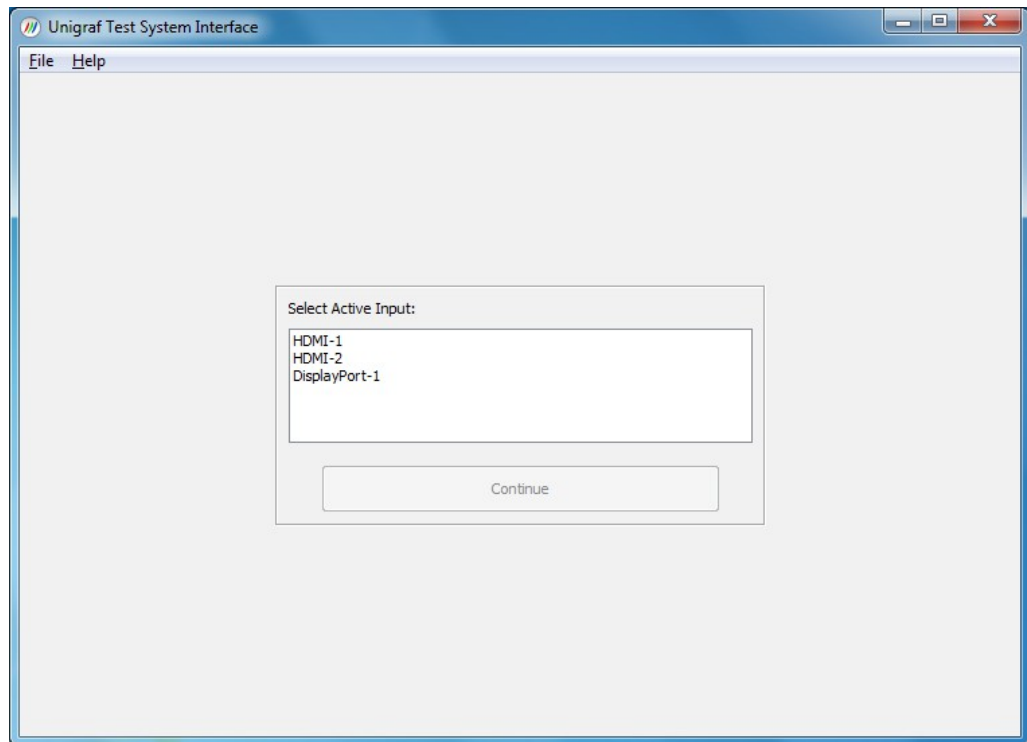 Unigraf Test System Interface
File Help
Select Active Input:
HDMI-1
HDMI-2
DisplayPort-1
Continue